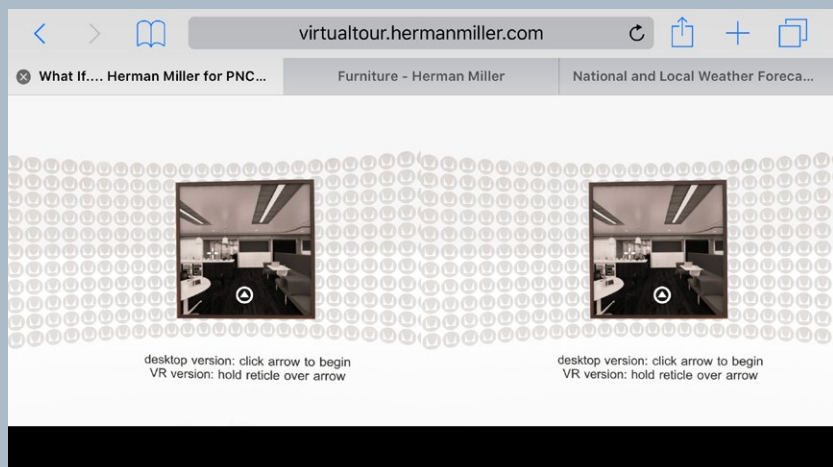 virtualtour.hermanmiller.com
What If.... Herman Miller for PNC...
Furniture - Herman Miller
National and Local Weather Foreca...
desktop version: click arrow to begin
VR version: hold reticle over arrow
desktop version: click arrow to begin
VR version: hold reticle over arrow